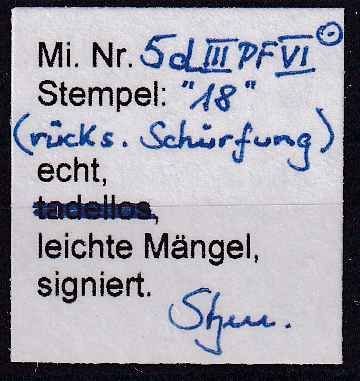 Mi. Nr. 5d III PF VI
Stempel: "18"
(rücks. Schürfung)
echt,
tadellos,
leichte Mängel,
signiert.